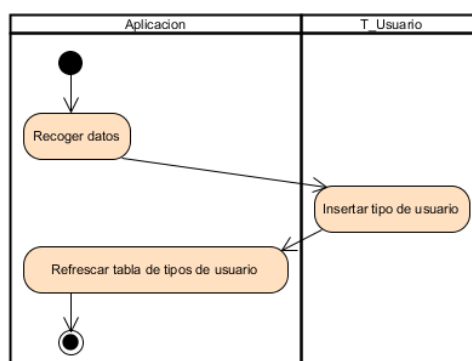 Aplicacion
T_Usuario
Recoger datos
Insertar tipo de usuario
Refrescar tabla de tipos de usuario